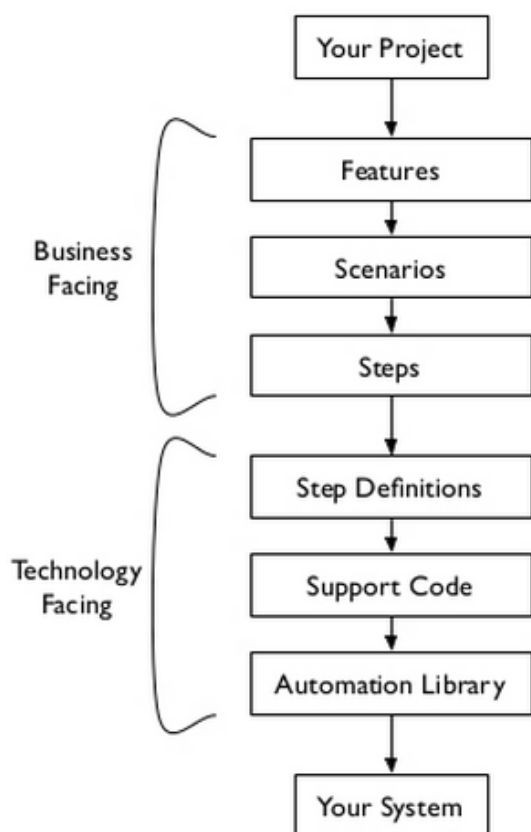 Your Project
Features
Business
Facing
Scenarios
Steps
Step Definitions
Technology
Facing
Support Code
Automation Library
Your System